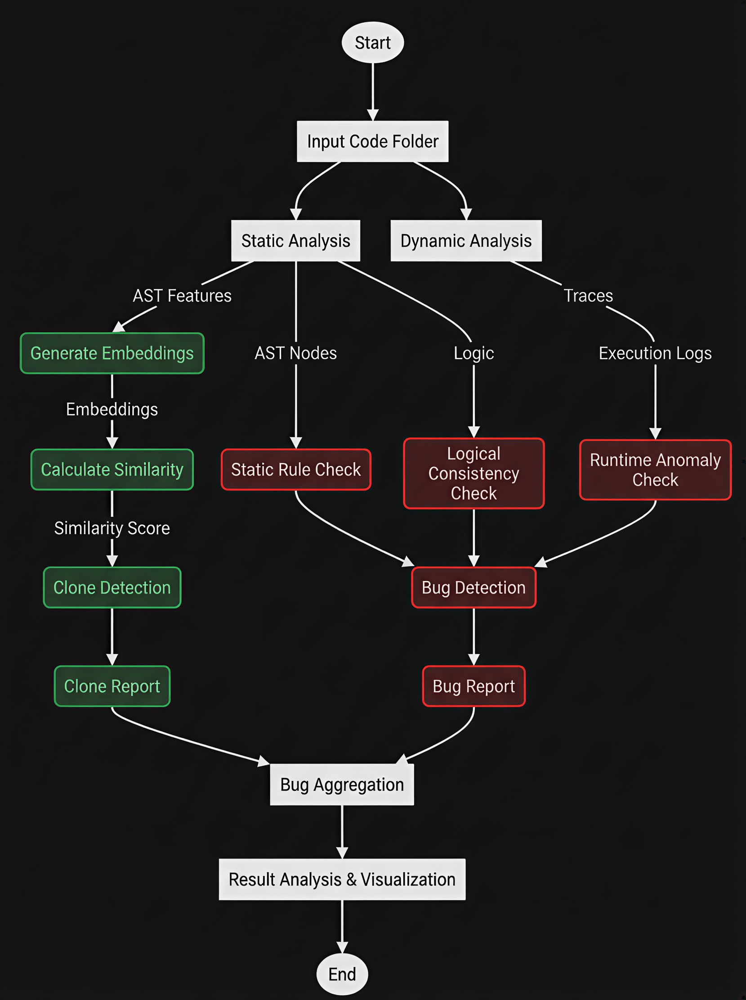 Start
Input Code Folder
Static Analysis
Dynamic Analysis
AST Features
Traces
Generate Embeddings
AST Nodes
Logic
Execution Logs
Embeddings
Calculate Similarity
Static Rule Check
Logical
Consistency
Check
Runtime Anomaly
Check
Similarity Score
Clone Detection
Bug Detection
Clone Report
Bug Report
Bug Aggregation
Result Analysis & Visualization
End